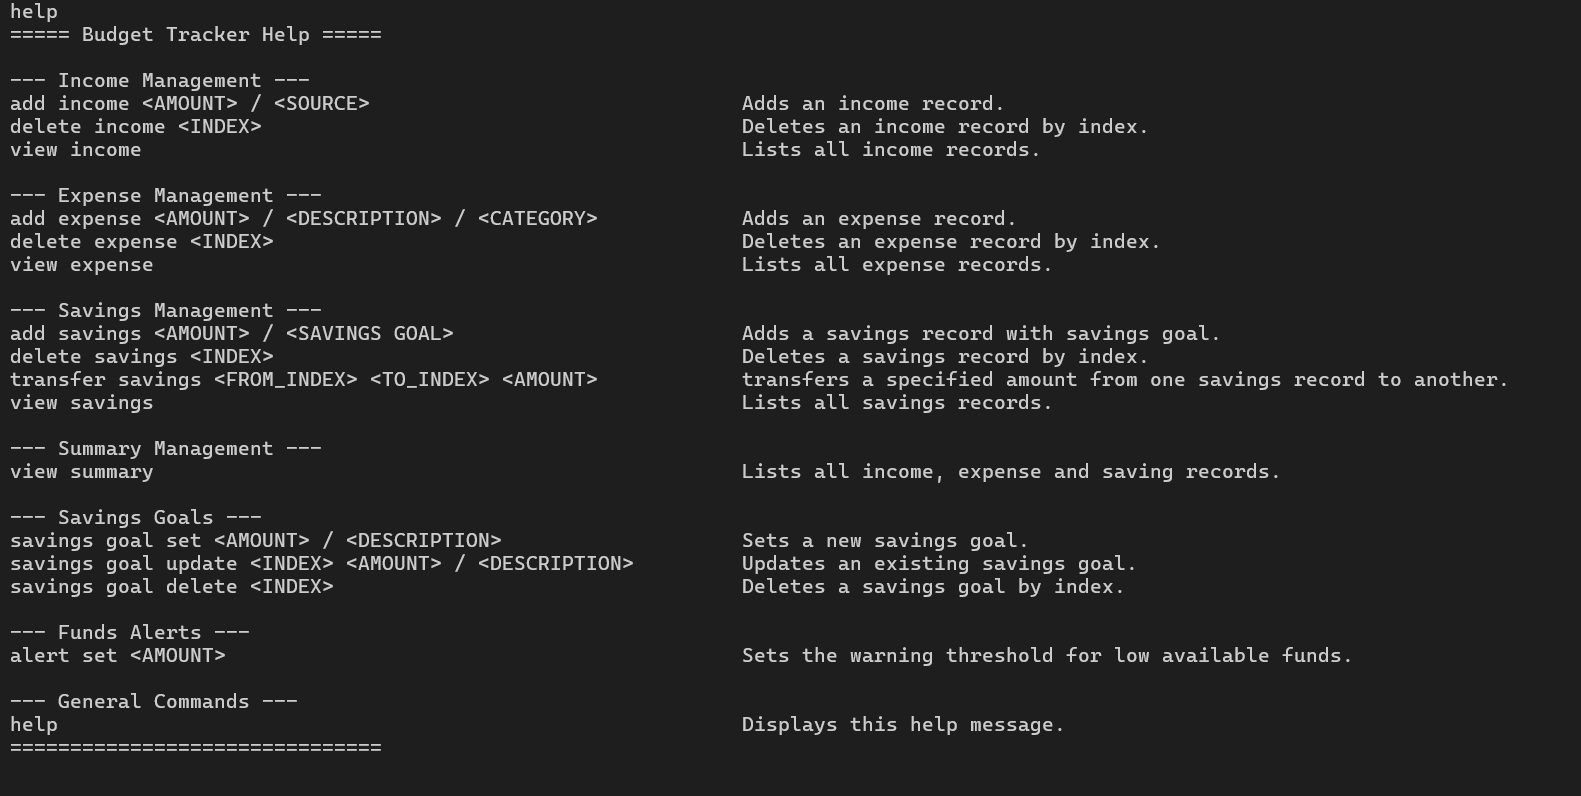 help
===== Budget Tracker Help =====
--- Income Management ---
add income <AMOUNT> / <SOURCE> Adds an income record.
delete income <INDEX> Deletes an income record by index.
view income Lists all income records.
--- Expense Management ---
add expense <AMOUNT> / <DESCRIPTION> / <CATEGORY> Adds an expense record.
delete expense <INDEX> Deletes an expense record by index.
view expense Lists all expense records.
--- Savings Management ---
add savings <AMOUNT> / <SAVINGS GOAL> Adds a savings record with savings goal.
delete savings <INDEX> Deletes a savings record by index.
transfer savings <FROM_INDEX> <TO_INDEX> <AMOUNT> transfers a specified amount from one savings record to another.
view savings Lists all savings records.
--- Summary Management ---
view summary Lists all income, expense and saving records.
--- Savings Goals ---
savings goal set <AMOUNT> / <DESCRIPTION> Sets a new savings goal.
savings goal update <INDEX> <AMOUNT> / <DESCRIPTION> Updates an existing savings goal.
savings goal delete <INDEX> Deletes a savings goal by index.
--- Funds Alerts ---
alert set <AMOUNT> Sets the warning threshold for low available funds.
--- General Commands ---
help Displays this help message.
===============================